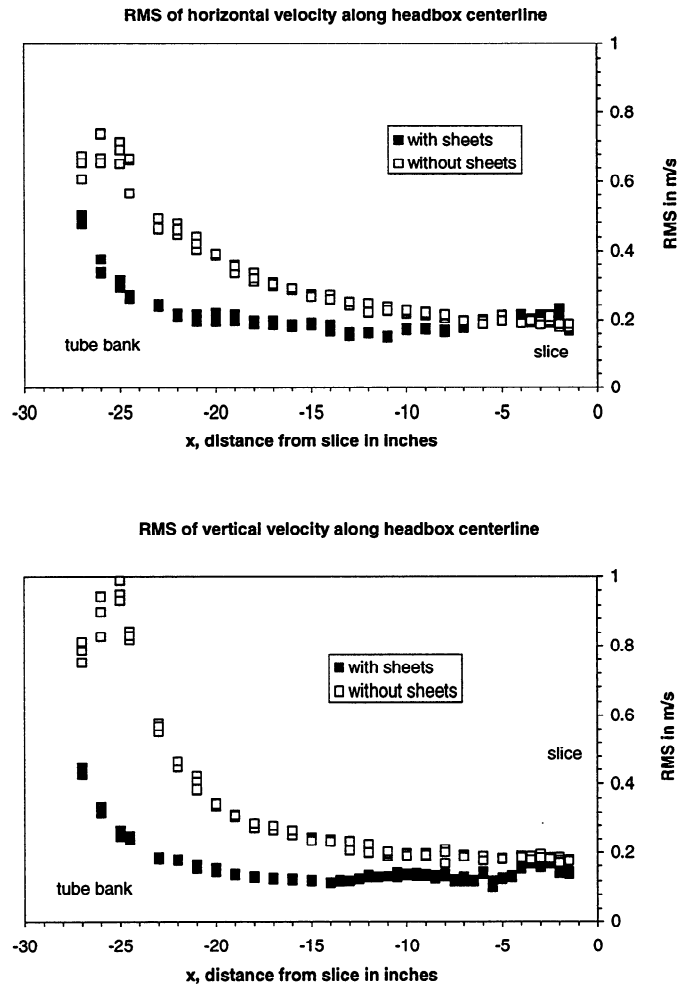 RMS of horizontal velocity along headbox centerline
1
with sheets
without sheets
0.8
0.6
0.4
0.2
0
RMS in m/s
tube bank
slice
-30 -25 -20 -15 -10 -5 0
x, distance from slice in inches
RMS of vertical velocity along headbox centerline
1
0.8
with sheets
without sheets
0.6
slice
0.4
0.2
0
RMS in m/s
tube bank
-30 -25 -20 -15 -10 -5 0
x, distance from slice in inches